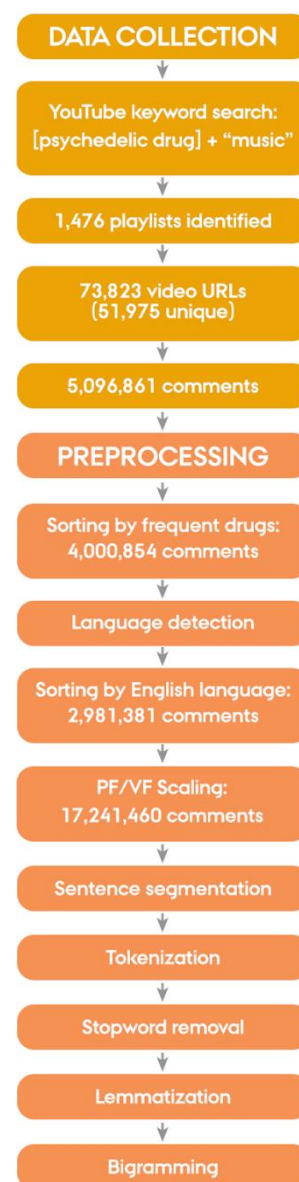 DATA COLLECTION
YouTube keyword search:
[psychedelic drug] + “music”
1,476 playlists identified
73,823 video URLs
(51,975 unique)
5,096,861 comments
PREPROCESSING
Sorting by frequent drugs:
4,000,854 comments
Language detection
Sorting by English language:
2,981,381 comments
PF/VF Scaling:
17,241,460 comments
Sentence segmentation
Tokenization
Stopword removal
Lemmatization
Bigramming